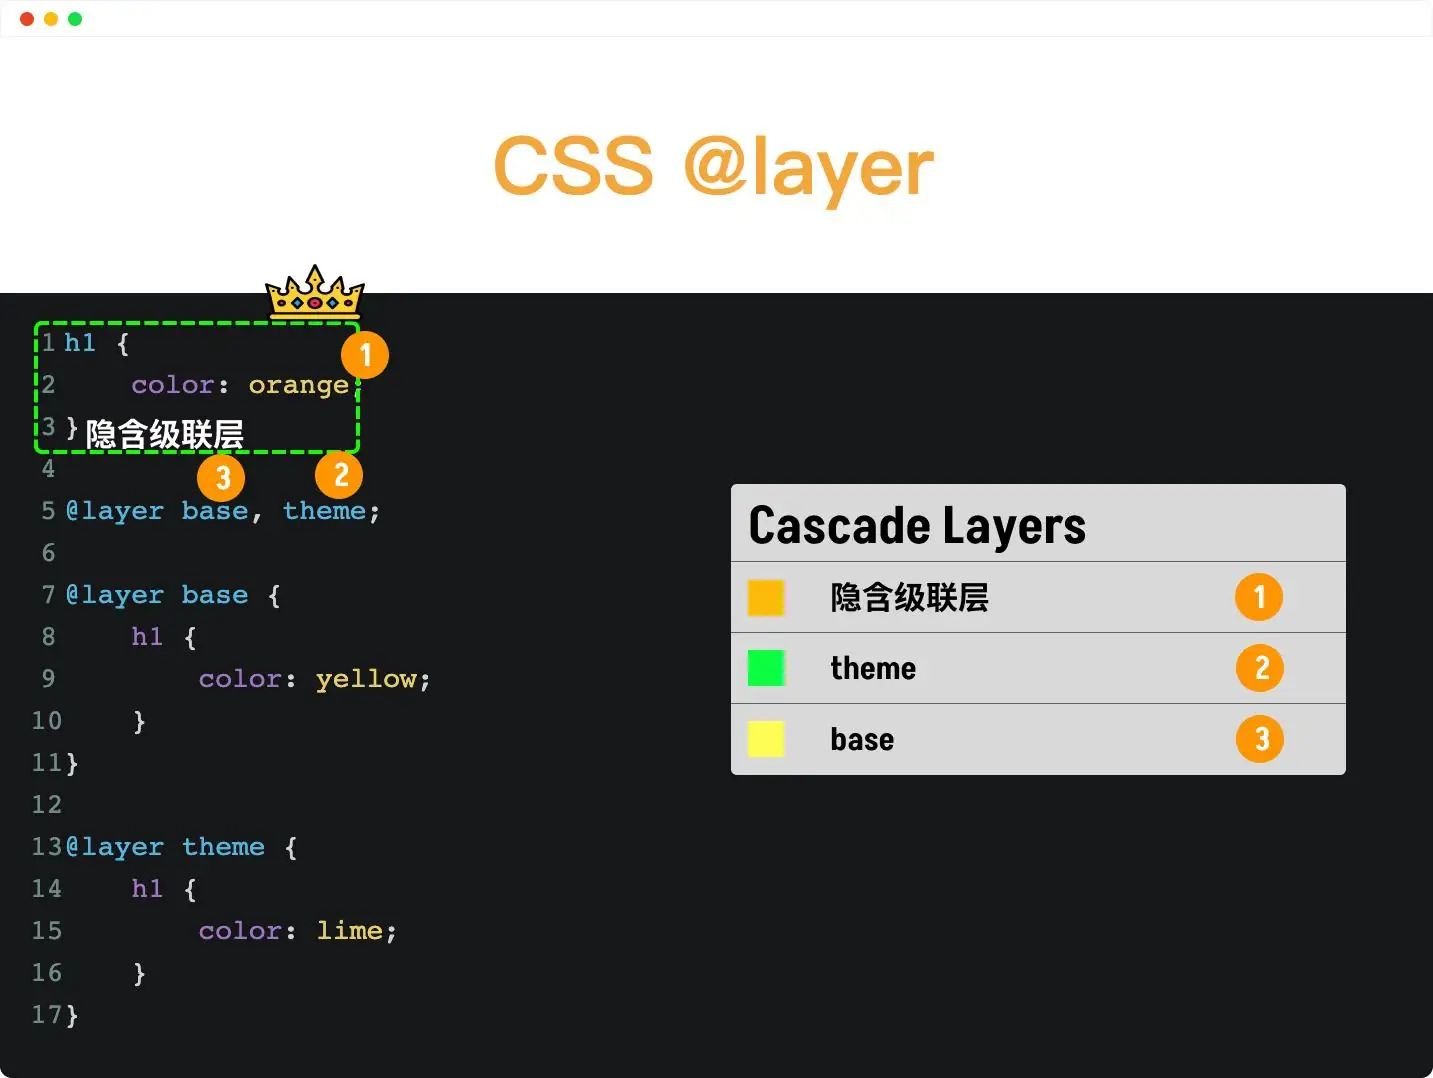 CSS @layer
1 h1 {
2 color: orange;
3 } 隐含级联层
1
4
3
2
5 @layer base, theme;
6
7 @layer base {
8 h1 {
9 color: yellow;
10 }
11 }
12
13 @layer theme {
14 h1 {
15 color: lime;
16 }
17 }
Cascade Layers
隐含级联层 1
theme 2
base 3